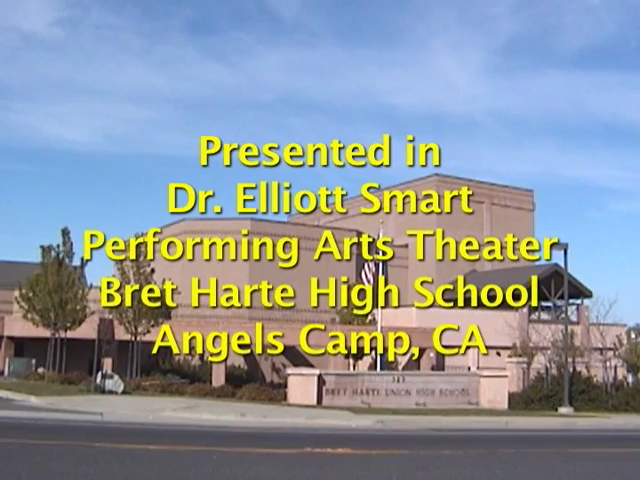 Presented in
Dr. Elliott Smart
Performing Arts Theater
Bret Harte High School
Angels Camp, CA
BRET HARTE UNION HIGH SCHOOL